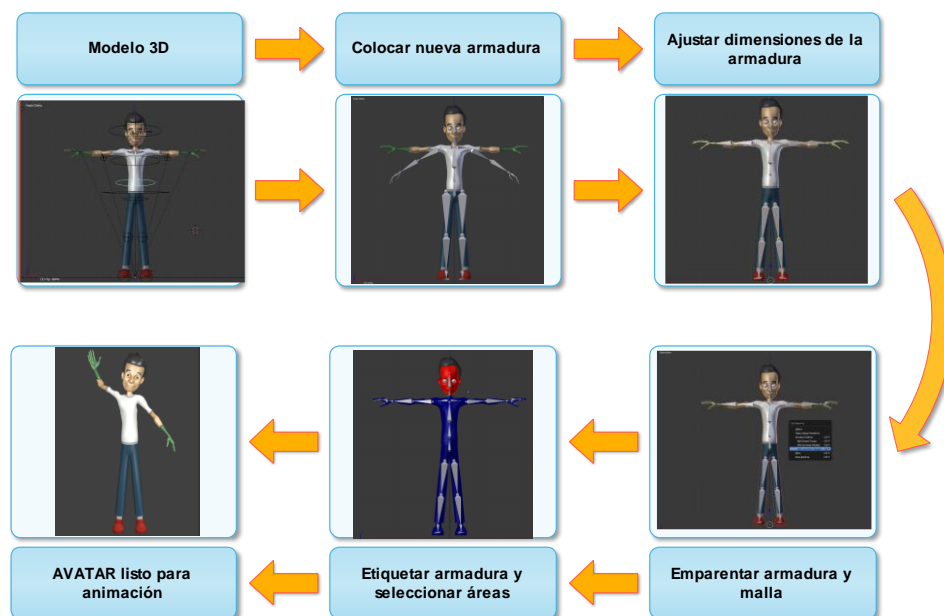 Modelo 3D
Colocar nueva armadura
Ajustar dimensiones de la
armadura
AVATAR listo para
animación
Etiquetar armadura y
seleccionar áreas
Emparentar armadura y
malla